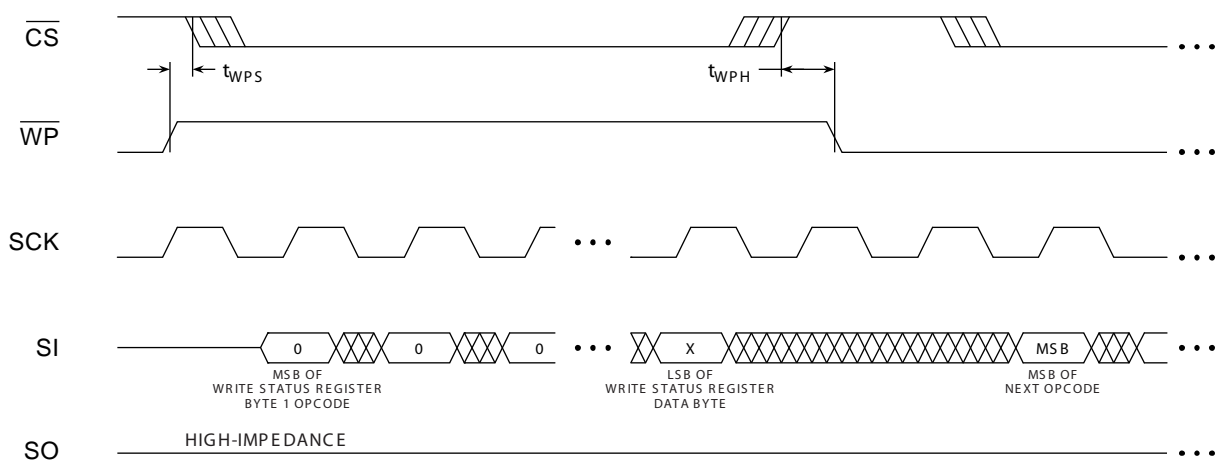 CS
tWPS
tWPH
WP
SCK
SI
0
0
0
X
MSB
MSB OF
WRITE STATUS REGISTER
BYTE 1 OPCODE
LSB OF
WRITE STATUS REGISTER
DATA BYTE
MSB OF
NEXT OPCODE
SO
HIGH-IMPEDANCE